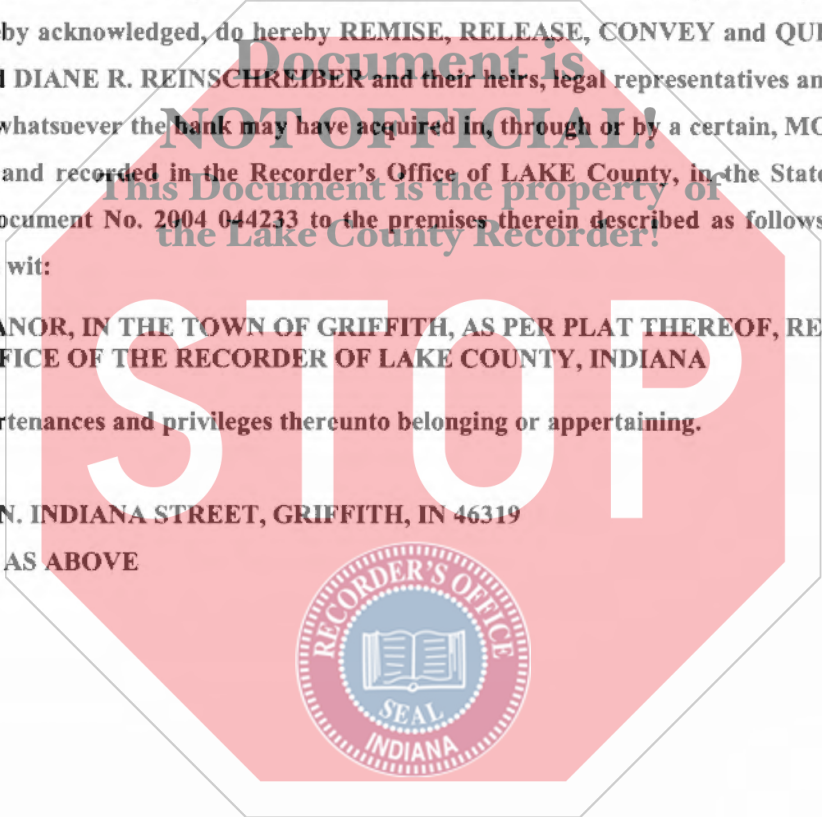 by acknowledged, do hereby REMISE, RELEASE, CONVEY and QUI
Document is
DIANE R. REINSCHREIBER and their heirs, legal representatives an
NOT OFFICIAL!
whatsoever the bank may have acquired in, through or by a certain, MO
and recorded in the Recorder's Office of LAKE County, in the State
This Document is the property of
ocument No. 2004 044233 to the premises therein described as follows
the Lake County Recorder!
wit:
ANOR, IN THE TOWN OF GRIFFITH, AS PER PLAT THEREOF, RE
FICE OF THE RECORDER OF LAKE COUNTY, INDIANA
STOP
rtenances and privileges thereunto belonging or appertaining.
N. INDIANA STREET, GRIFFITH, IN 46319
AS ABOVE
RECORDER'S OFFICE
SEAL
INDIANA